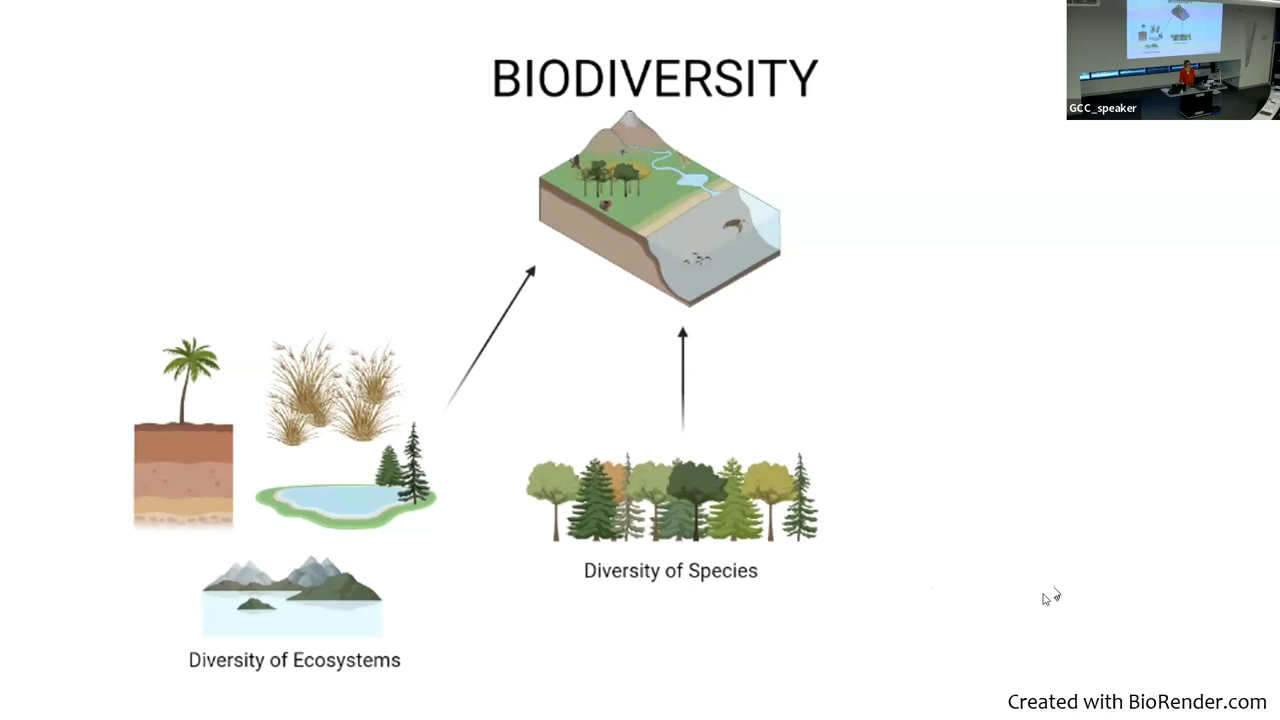 BIODIVERSITY
GCC_speaker
Diversity of Species
Diversity of Ecosystems
Created with BioRender.com